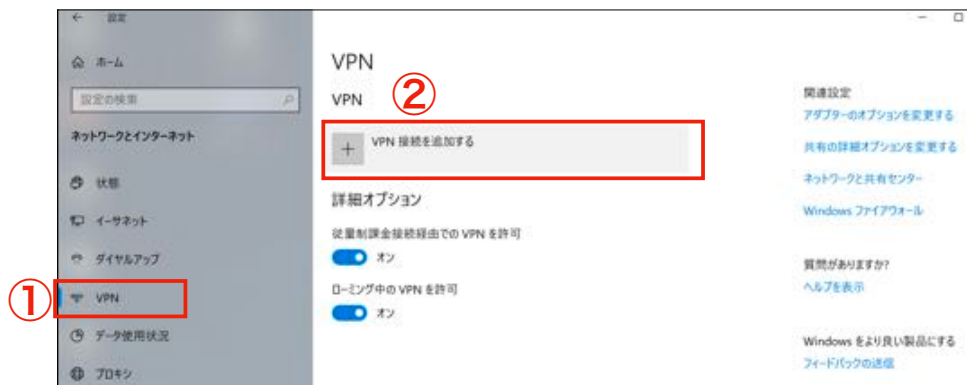 設定
ホーム
設定の検索
ネットワークとインターネット
状態
イーサネット
ダイヤルアップ
①
VPN
データ使用状況
プロキシ
VPN
VPN
②
VPN 接続を追加する
詳細オプション
従量制課金接続経由での VPN を許可
オン
ローミング中の VPN を許可
オン
関連設定
アダプターのオプションを変更する
共有の詳細オプションを変更する
ネットワークと共有センター
Windows ファイアウォール
質問がありますか?
ヘルプを表示
Windows をより良い製品にする
フィードバックの送信